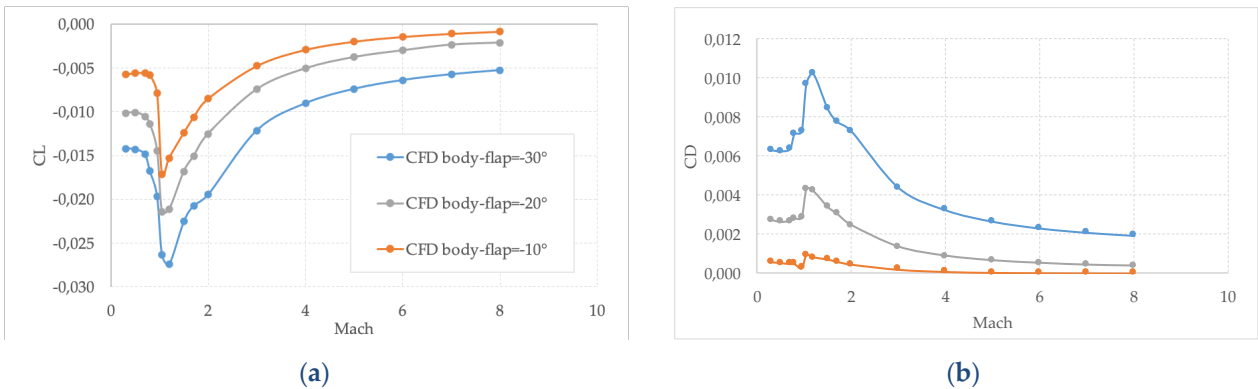 0,000
-0,005
-0,010
-0,015
-0,020
-0,025
-0,030
CL
0 2 4 6 8 10
Mach
CFD body-flap=-30°
CFD body-flap=-20°
CFD body-flap=-10°
(a)
0,012
0,010
0,008
0,006
0,004
0,002
0,000
CD
0 2 4 6 8 10
Mach
(b)